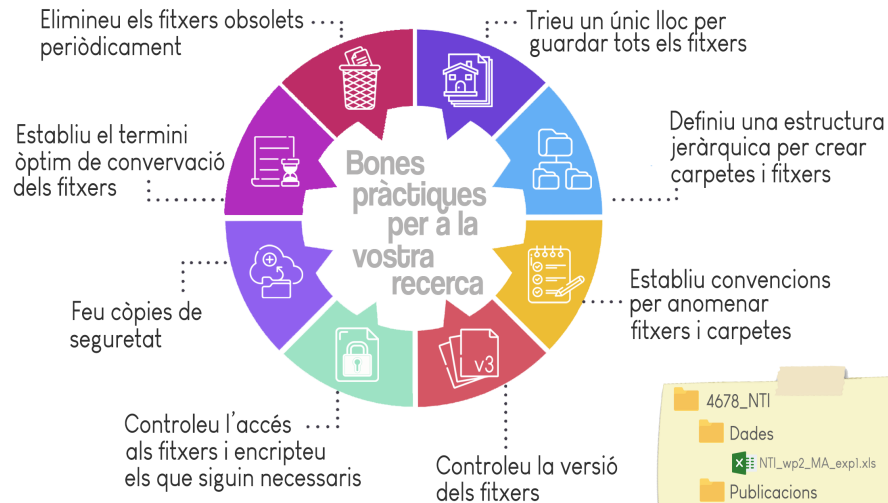 Elimineu els fitxers obsolets
periòdicament
Trieu un únic lloc per
guardar tots els fitxers
Definiu una estructura
jeràrquica per crear
carpetes i fitxers
Establiu convencions
per anomenar
fitxers i carpetes
Controleu la versió
dels fitxers
Controleu l'accés
als fitxers i encripteu
els que siguin necessaris
Feu còpies de
seguretat
Establiu el termini
òptim de convervació
dels fitxers
Bones
pràctiques
per a la
vostra
recerca
v3
4678_NTI
Dades
NTI_wp2_MA_exp1.xls
Publicacions